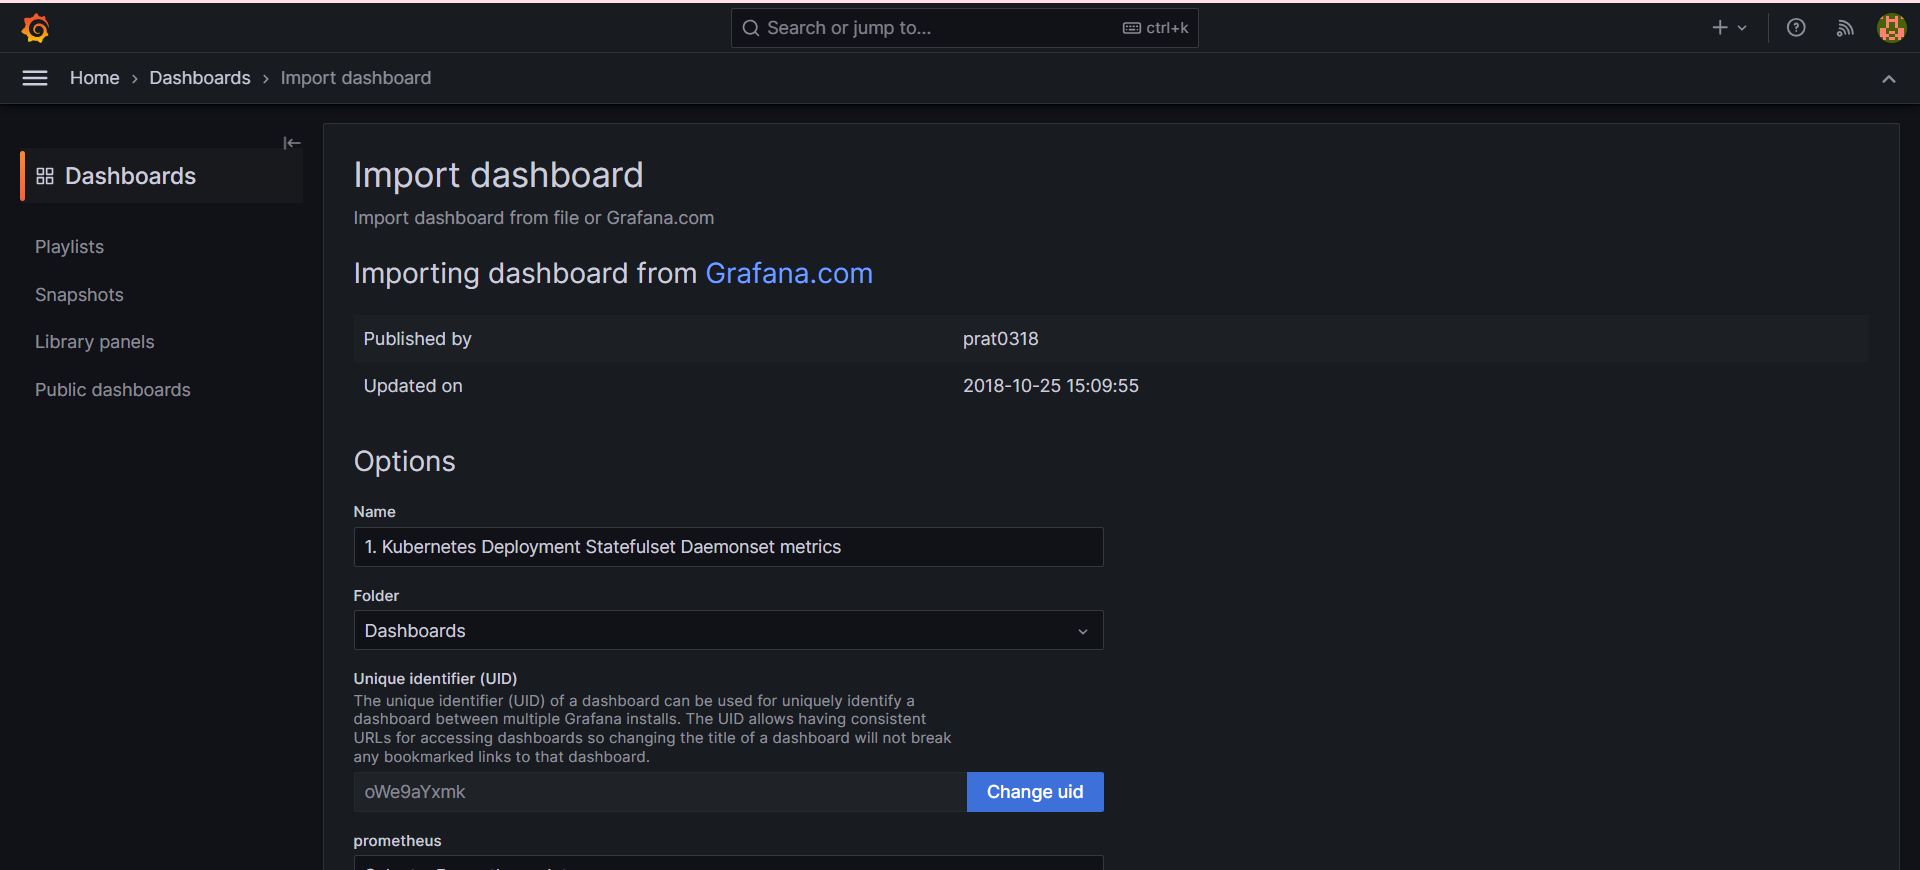 Search or jump to...
ctrl+k
Home > Dashboards > Import dashboard
Dashboards
Playlists
Snapshots
Library panels
Public dashboards
Import dashboard
Import dashboard from file or Grafana.com
Importing dashboard from Grafana.com
Published by prat0318
Updated on 2018-10-25 15:09:55
Options
Name
1. Kubernetes Deployment Statefulset Daemonset metrics
Folder
Dashboards
Unique identifier (UID)
The unique identifier (UID) of a dashboard can be used for uniquely identify a
dashboard between multiple Grafana installs. The UID allows having consistent
URLs for accessing dashboards so changing the title of a dashboard will not break
any bookmarked links to that dashboard.
oWe9aYxmk
Change uid
prometheus